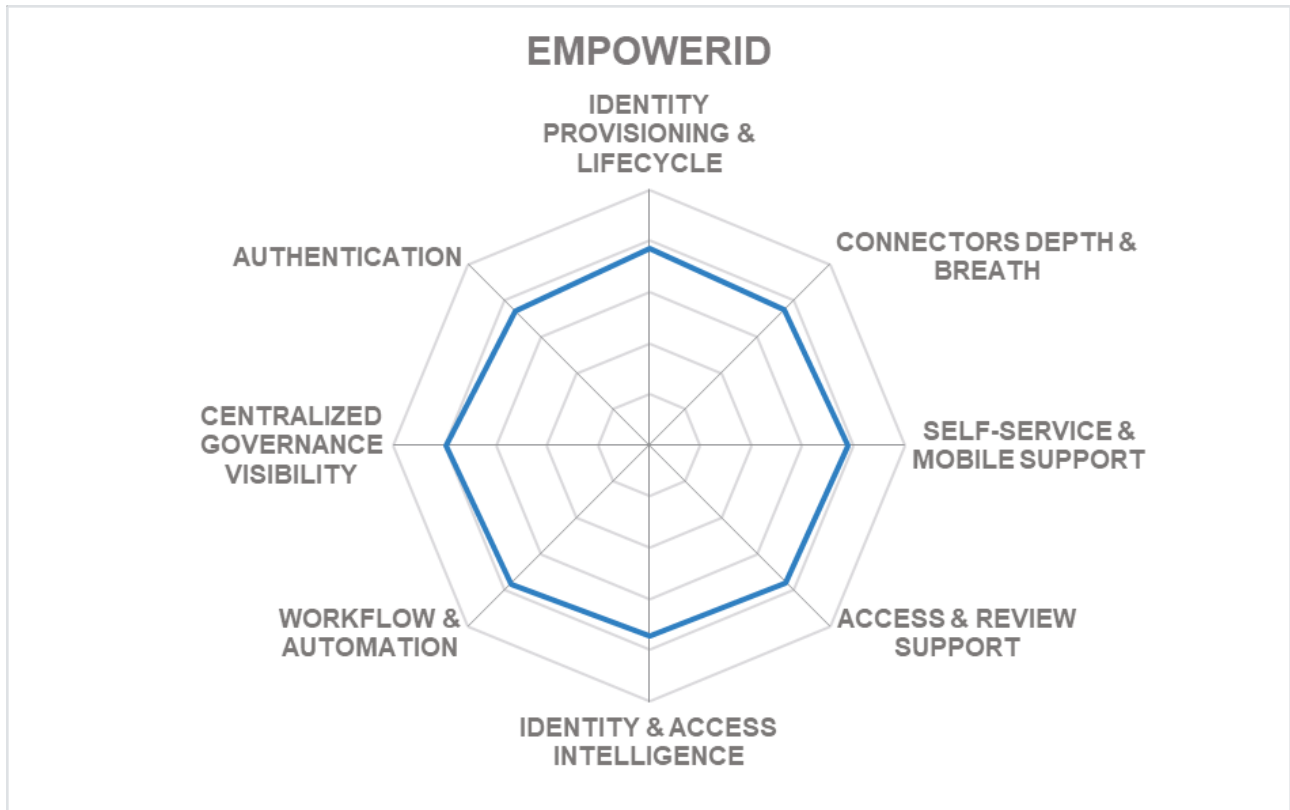 EMPOWERID
IDENTITY
PROVISIONING &
LIFECYCLE
CONNECTORS DEPTH &
BREATH
SELF-SERVICE &
MOBILE SUPPORT
ACCESS & REVIEW
SUPPORT
IDENTITY & ACCESS
INTELLIGENCE
WORKFLOW &
AUTOMATION
CENTRALIZED
GOVERNANCE
VISIBILITY
AUTHENTICATION